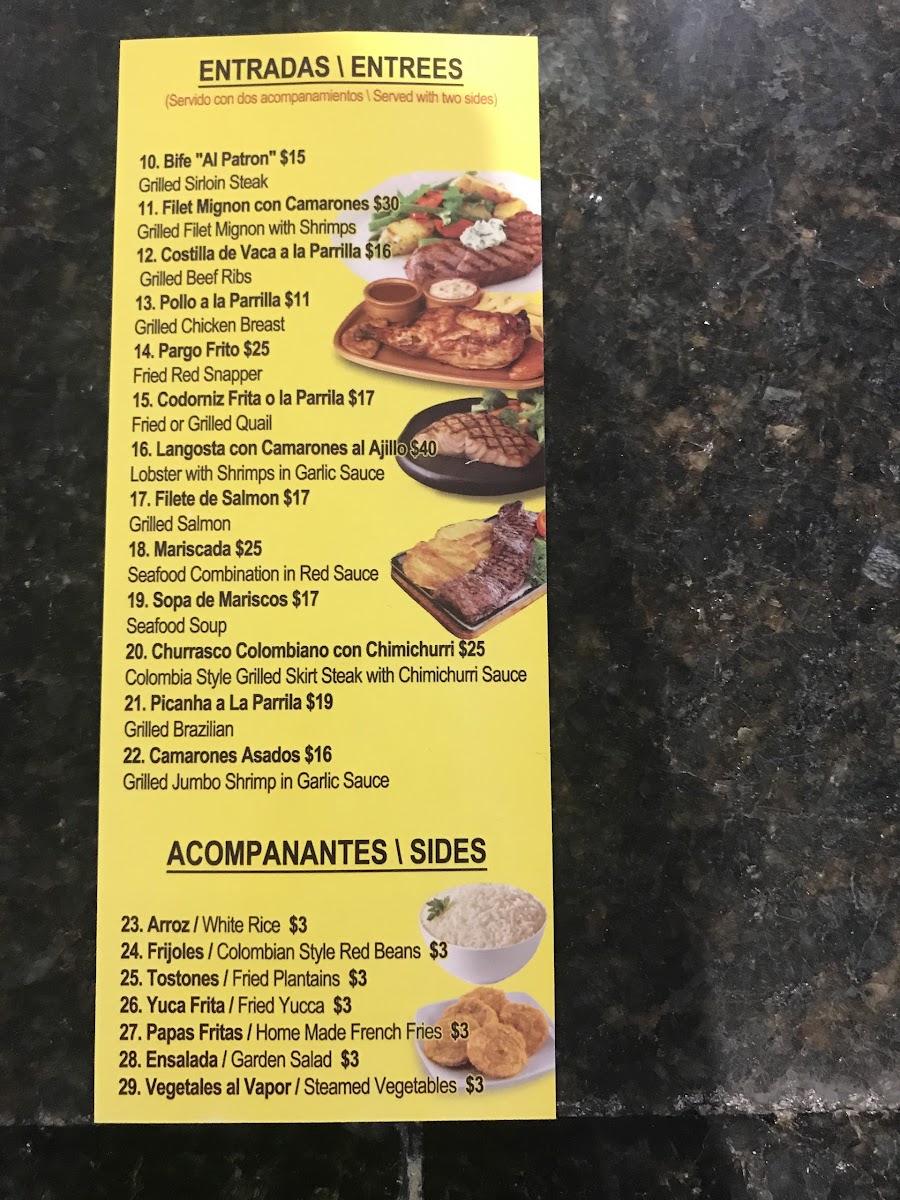 ENTRADAS \ ENTREES
(Servido con dos acompanamientos \ Served with two sides)
10. Bife "Al Patron" $15
Grilled Sirloin Steak
11. Filet Mignon con Camarones $30
Grilled Filet Mignon with Shrimps
12. Costilla de Vaca a la Parrilla $16
Grilled Beef Ribs
13. Pollo a la Parrilla $11
Grilled Chicken Breast
14. Pargo Frito $25
Fried Red Snapper
15. Codorniz Frita o la Parrila $17
Fried or Grilled Quail
16. Langosta con Camarones al Ajillo $40
Lobster with Shrimps in Garlic Sauce
17. Filete de Salmon $17
Grilled Salmon
18. Mariscada $25
Seafood Combination in Red Sauce
19. Sopa de Mariscos $17
Seafood Soup
20. Churrasco Colombiano con Chimichurri $25
Colombia Style Grilled Skirt Steak with Chimichurri Sauce
21. Picanha a La Parrila $19
Grilled Brazilian
22. Camarones Asados $16
Grilled Jumbo Shrimp in Garlic Sauce
ACOMPANANTES \ SIDES
23. Arroz / White Rice $3
24. Frijoles / Colombian Style Red Beans $3
25. Tostones / Fried Plantains $3
26. Yuca Frita / Fried Yucca $3
27. Papas Fritas / Home Made French Fries $3
28. Ensalada / Garden Salad $3
29. Vegetales al Vapor / Steamed Vegetables $3